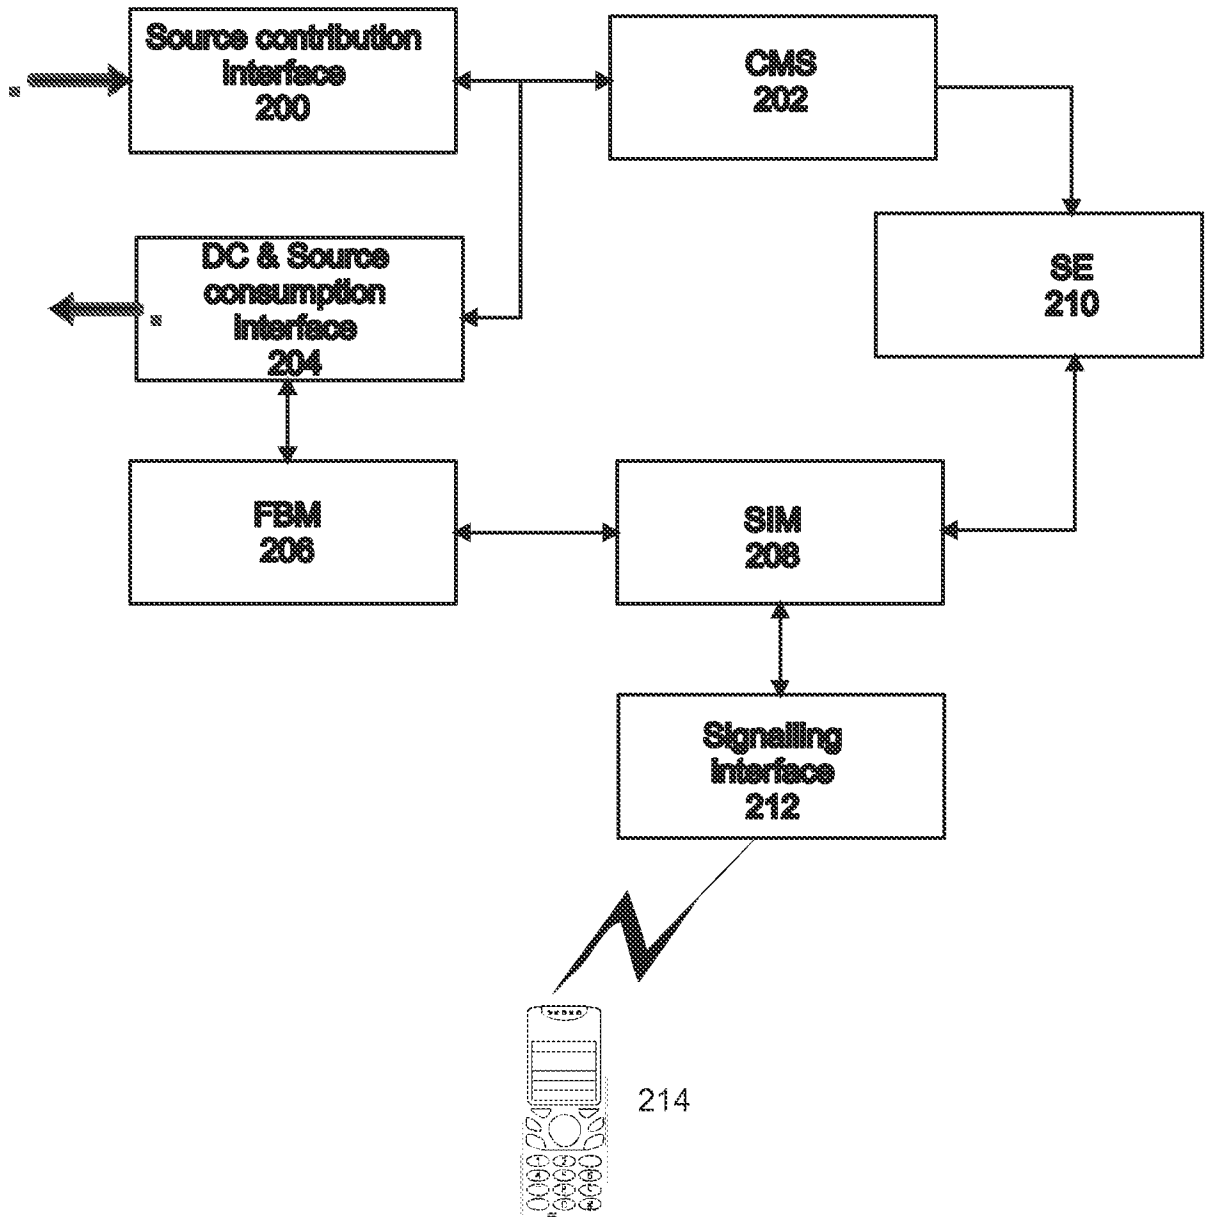 Source contribution
interface
200
CMS
202
DC & Source
consumption
interface
204
SE
210
FBM
206
SIM
208
Signalling
interface
212
214